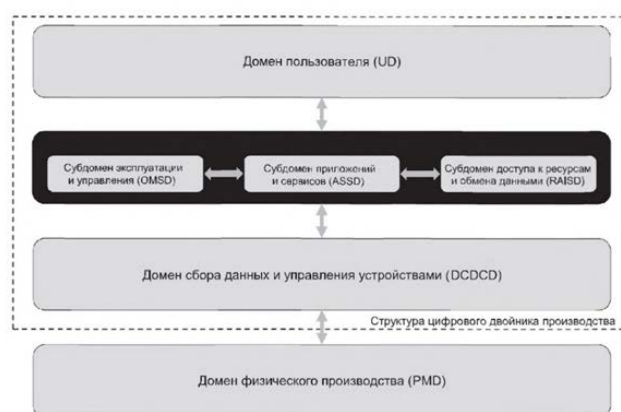 Домен пользователя (UD)
Субдомен эксплуатации
и управления (OMSD)
Субдомен приложений
и сервисов (ASSD)
Субдомен доступа к ресурсам
и обмена данными (RAISD)
Домен сбора данных и управления устройствами (DCDCD)
Структура цифрового двойника производства
Домен физического производства (PMD)